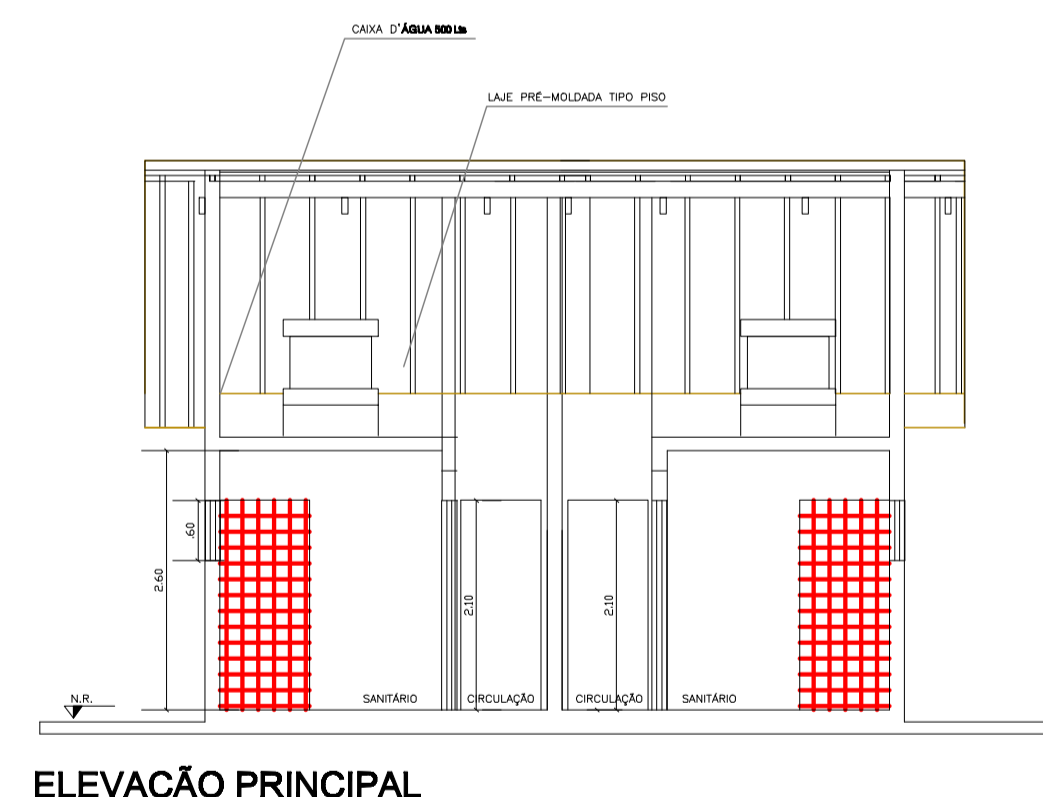 CAIXA D'ÁGUA 500 Lts
LAJE PRÉ-MOLDADA TIPO PISO
.60
2.60
2.10
2.10
N.R.
SANITÁRIO
CIRCULAÇÃO
CIRCULAÇÃO
SANITÁRIO
ELEVAÇÃO PRINCIPAL